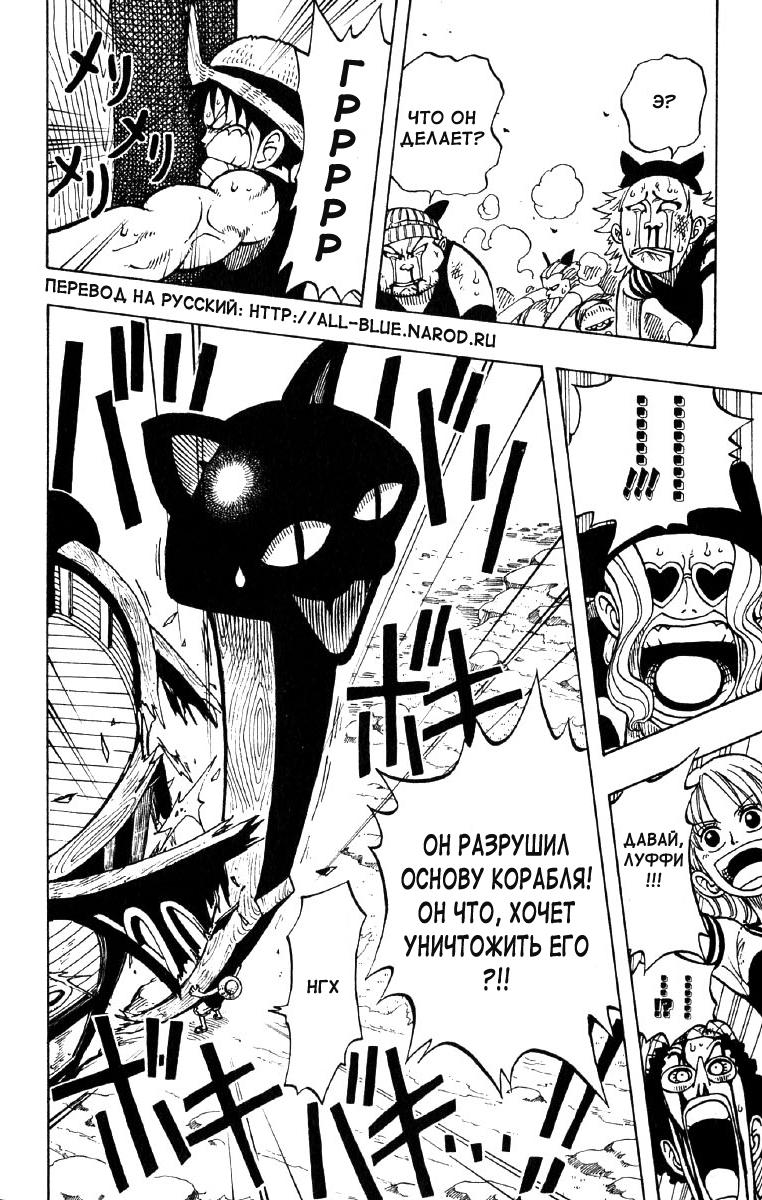 Э?
ЧТО ОН
ДЕЛАЕТ?
ГРРРРР
メリ
メリ
メリ
ПЕРЕВОД НА РУССКИЙ: HTTP://ALL-BLUE.NAROD.RU
!!!
バキバキ
ボキ
ОН РАЗРУШИЛ
ОСНОВУ КОРАБЛЯ!
ОН ЧТО, ХОЧЕТ
УНИЧТОЖИТЬ ЕГО
?!!
НГХ
ДАВАЙ,
ЛУФФИ
!!!
!?
バキ
ボキ...!!